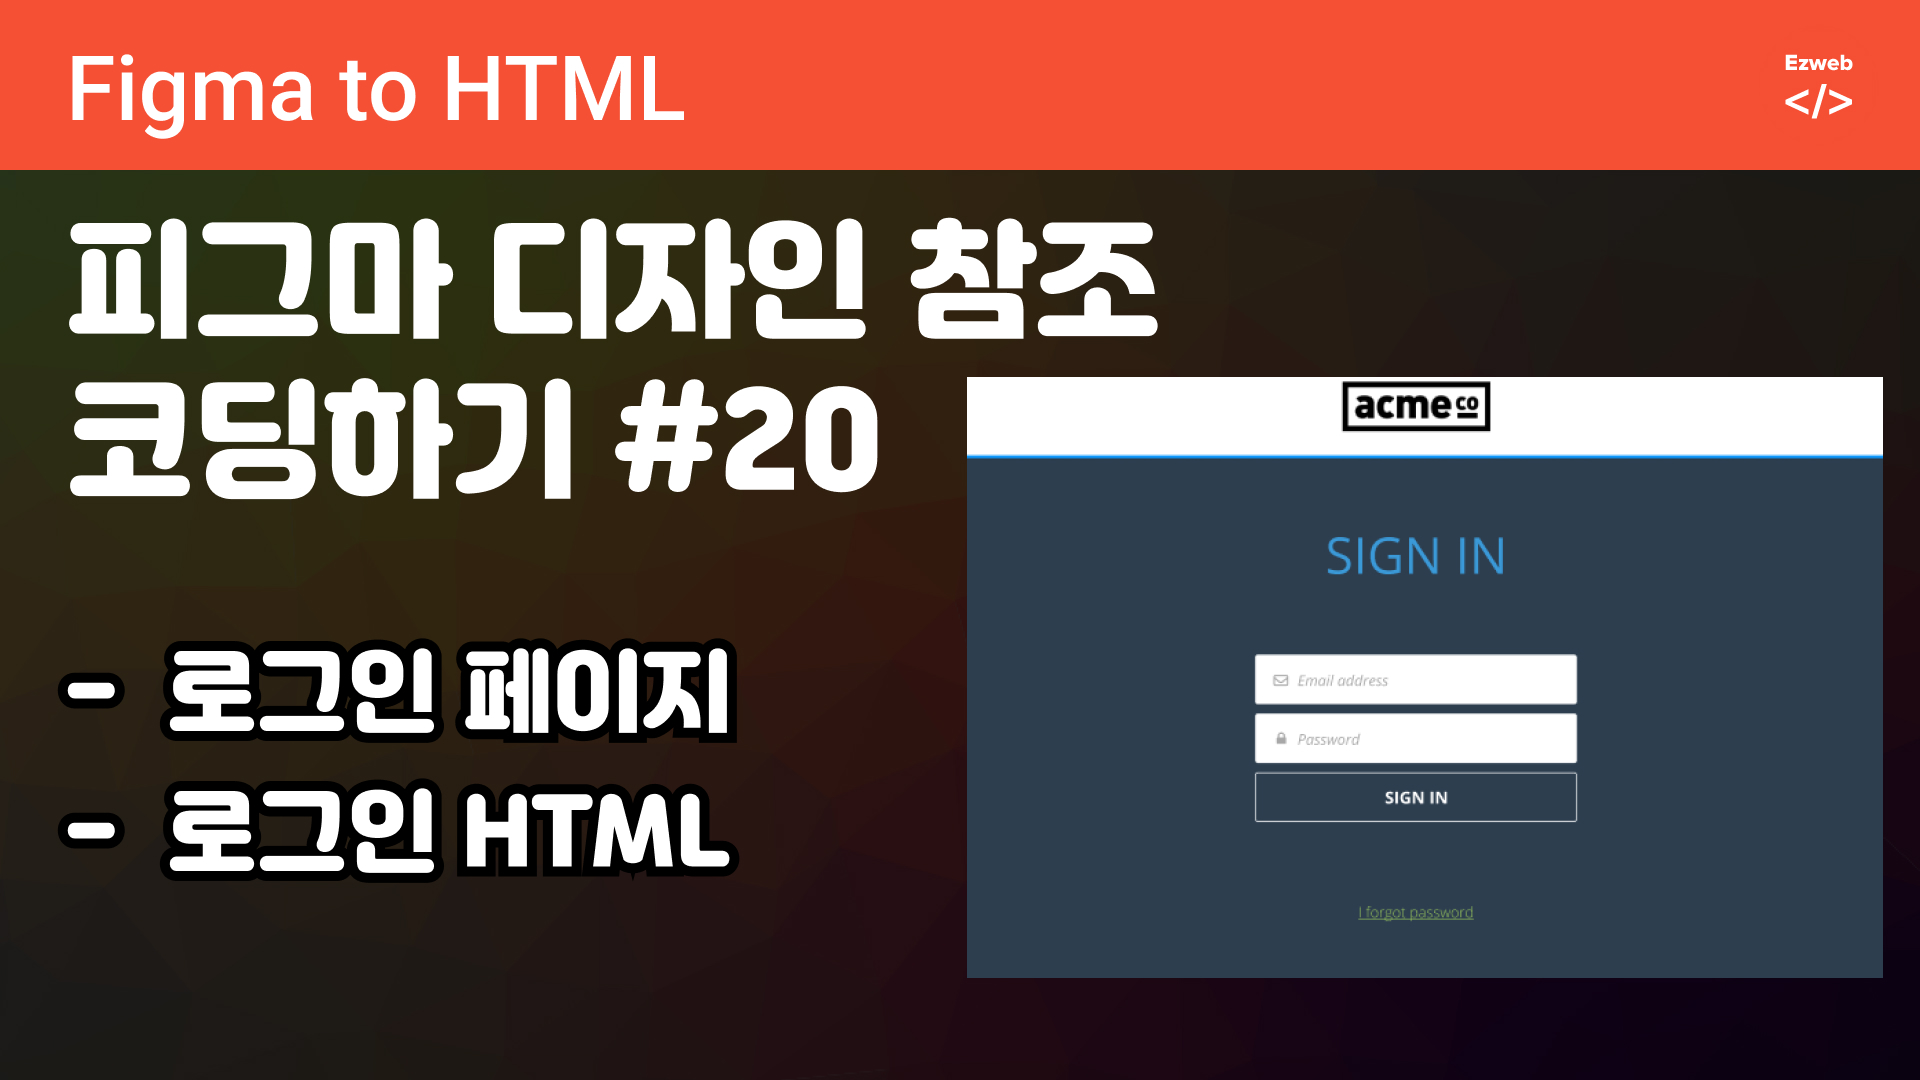 Figma to HTML
Ezweb
</>
피그마 디자인 참조
코딩하기 #20
- 로그인 페이지
- 로그인 HTML
acme co
SIGN IN
Email address
Password
SIGN IN
I forgot password